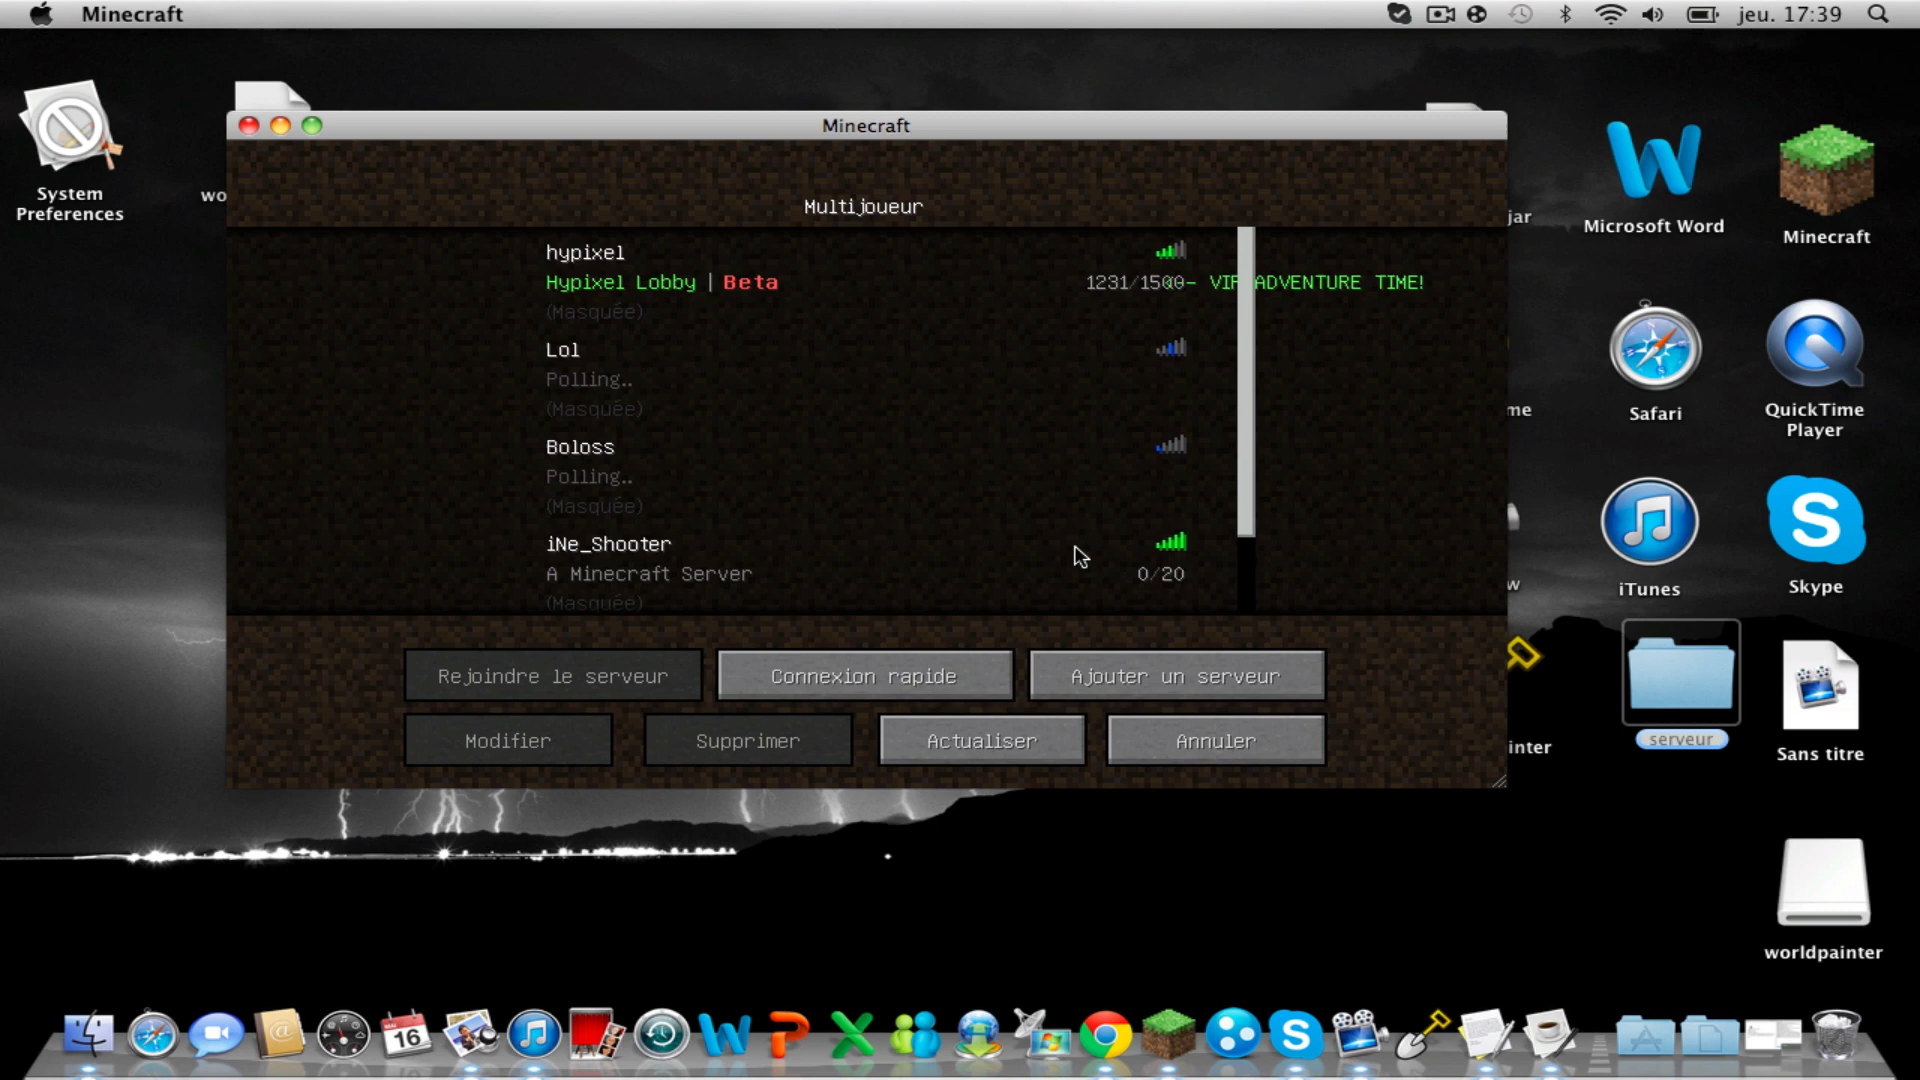 Minecraft
jeu. 17:39
System
Preferences
wo
Minecraft
Multijoueur
jar
Microsoft Word
Minecraft
hypixel
Hypixel Lobby | Beta
VIP ADVENTURE TIME!
(Masquée)
Lol
Polling..
(Masquée)
me
Safari
QuickTime
Player
Boloss
Polling..
(Masquée)
iNe_Shooter
A Minecraft Server
0/20
(Masquée)
w
iTunes
Skype
Rejoindre le serveur
Connexion rapide
Ajouter un serveur
Modifier
Supprimer
Actualiser
Annuler
inter
serveur
Sans titre
worldpainter
16